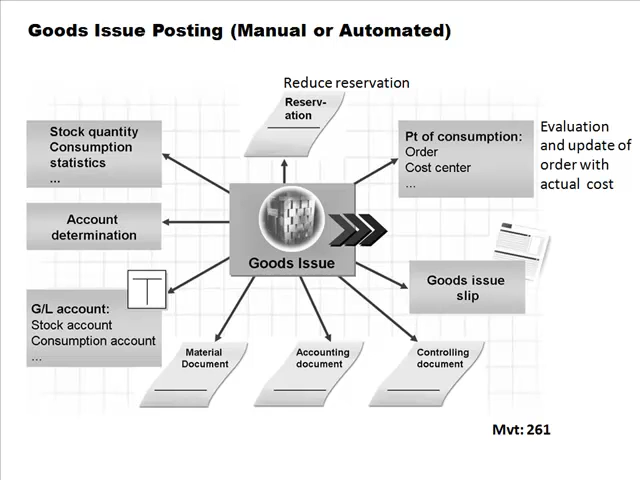 Goods Issue Posting (Manual or Automated)
Reduce reservation
Reserv-
ation
Stock quantity
Consumption
statistics
...
Pt of consumption:
Order
Cost center
...
Evaluation
and update of
order with
actual cost
Account
determination
Goods Issue
Goods issue
slip
G/L account:
Stock account
Consumption account
...
T
Material
Document
Accounting
document
Controlling
document
Mvt: 261